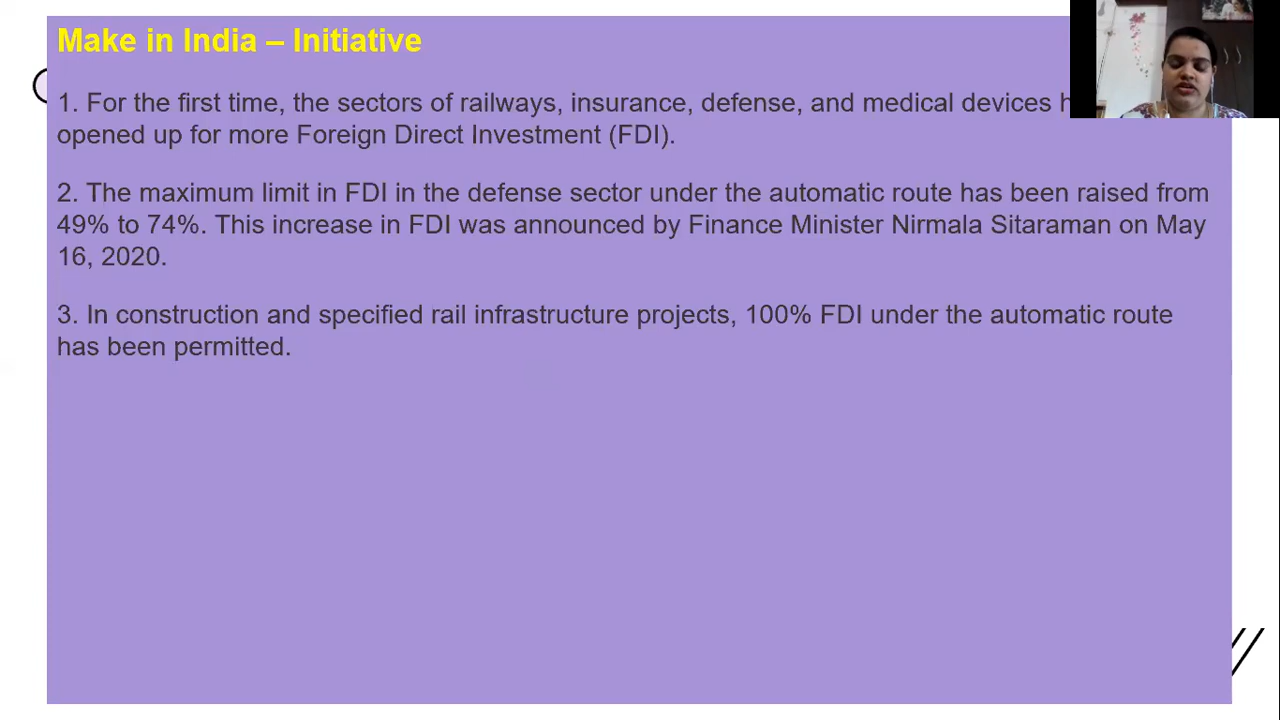 Make in India – Initiative
1. For the first time, the sectors of railways, insurance, defense, and medical devices
opened up for more Foreign Direct Investment (FDI).
2. The maximum limit in FDI in the defense sector under the automatic route has been raised from
49% to 74%. This increase in FDI was announced by Finance Minister Nirmala Sitaraman on May
16, 2020.
3. In construction and specified rail infrastructure projects, 100% FDI under the automatic route
has been permitted.